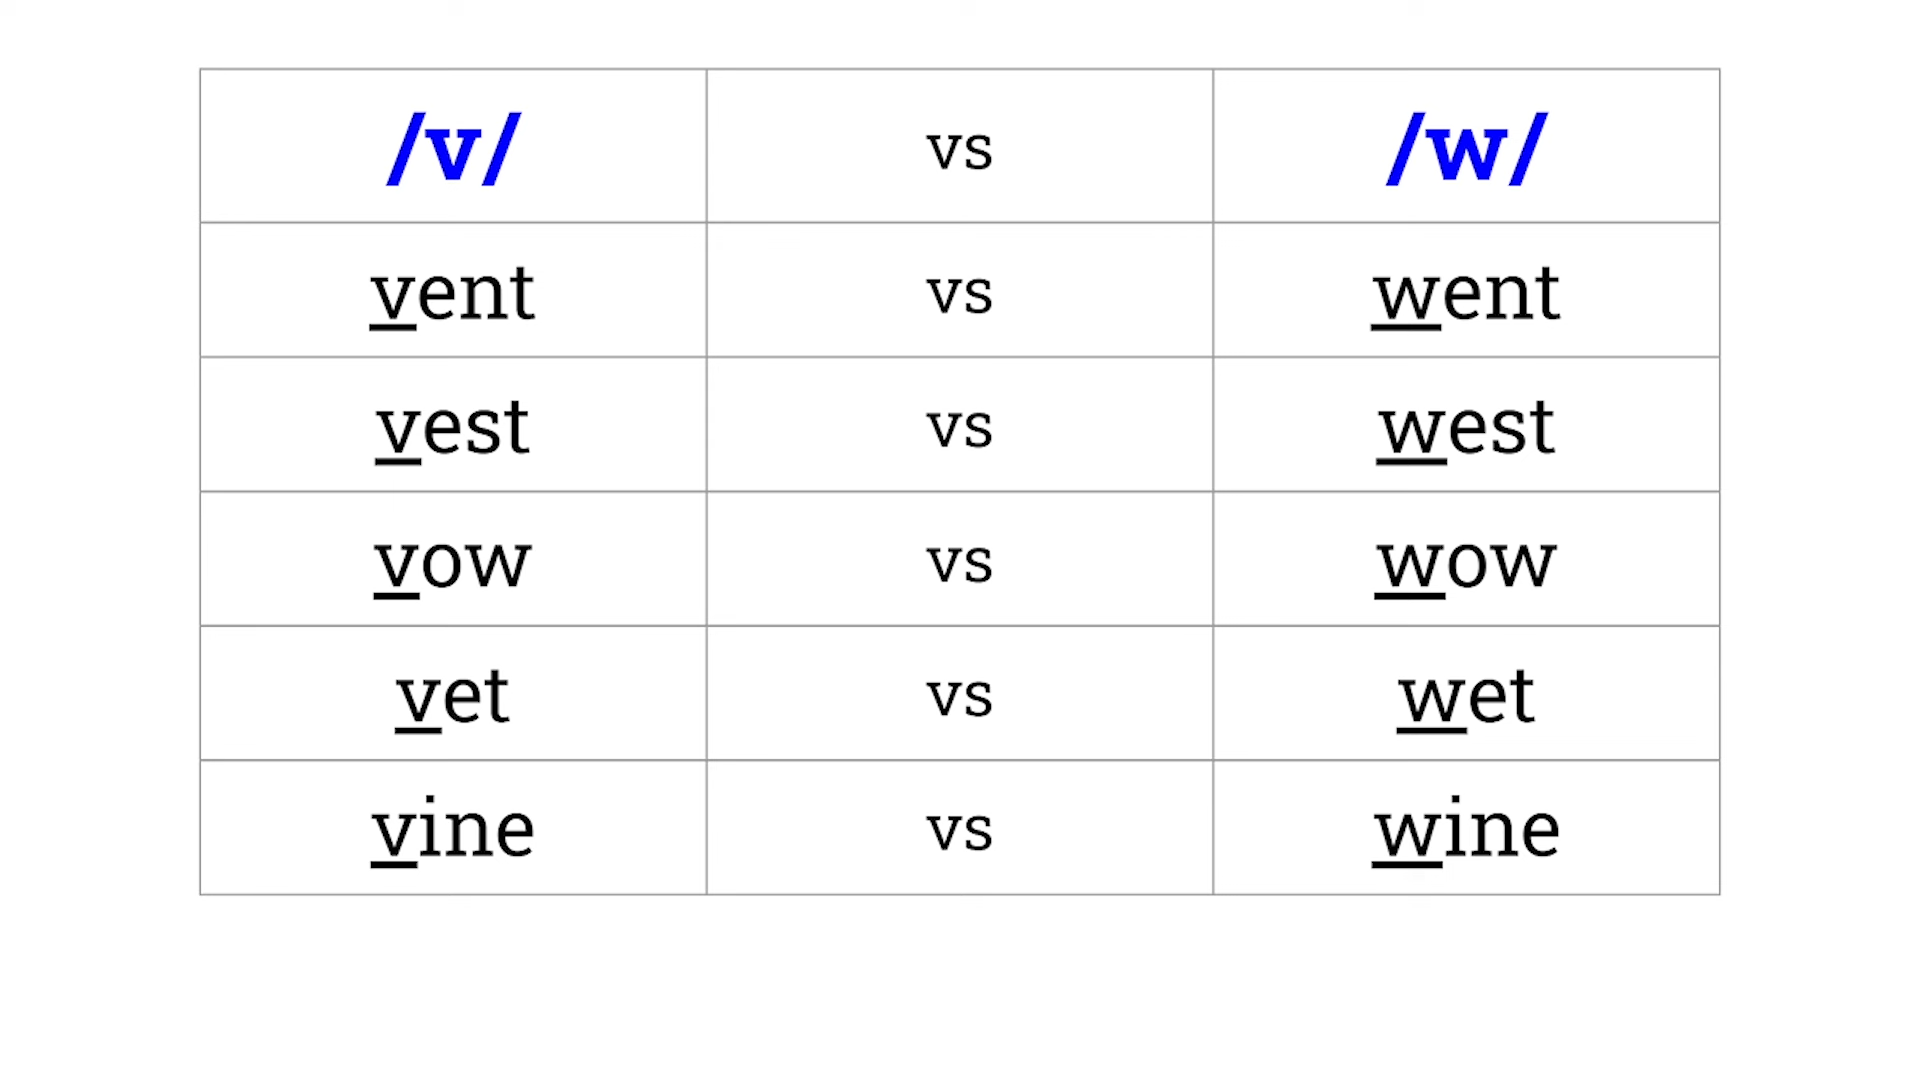 /v/ vs /w/
vent vs went
vest vs west
vow vs wow
vet vs wet
vine vs wine